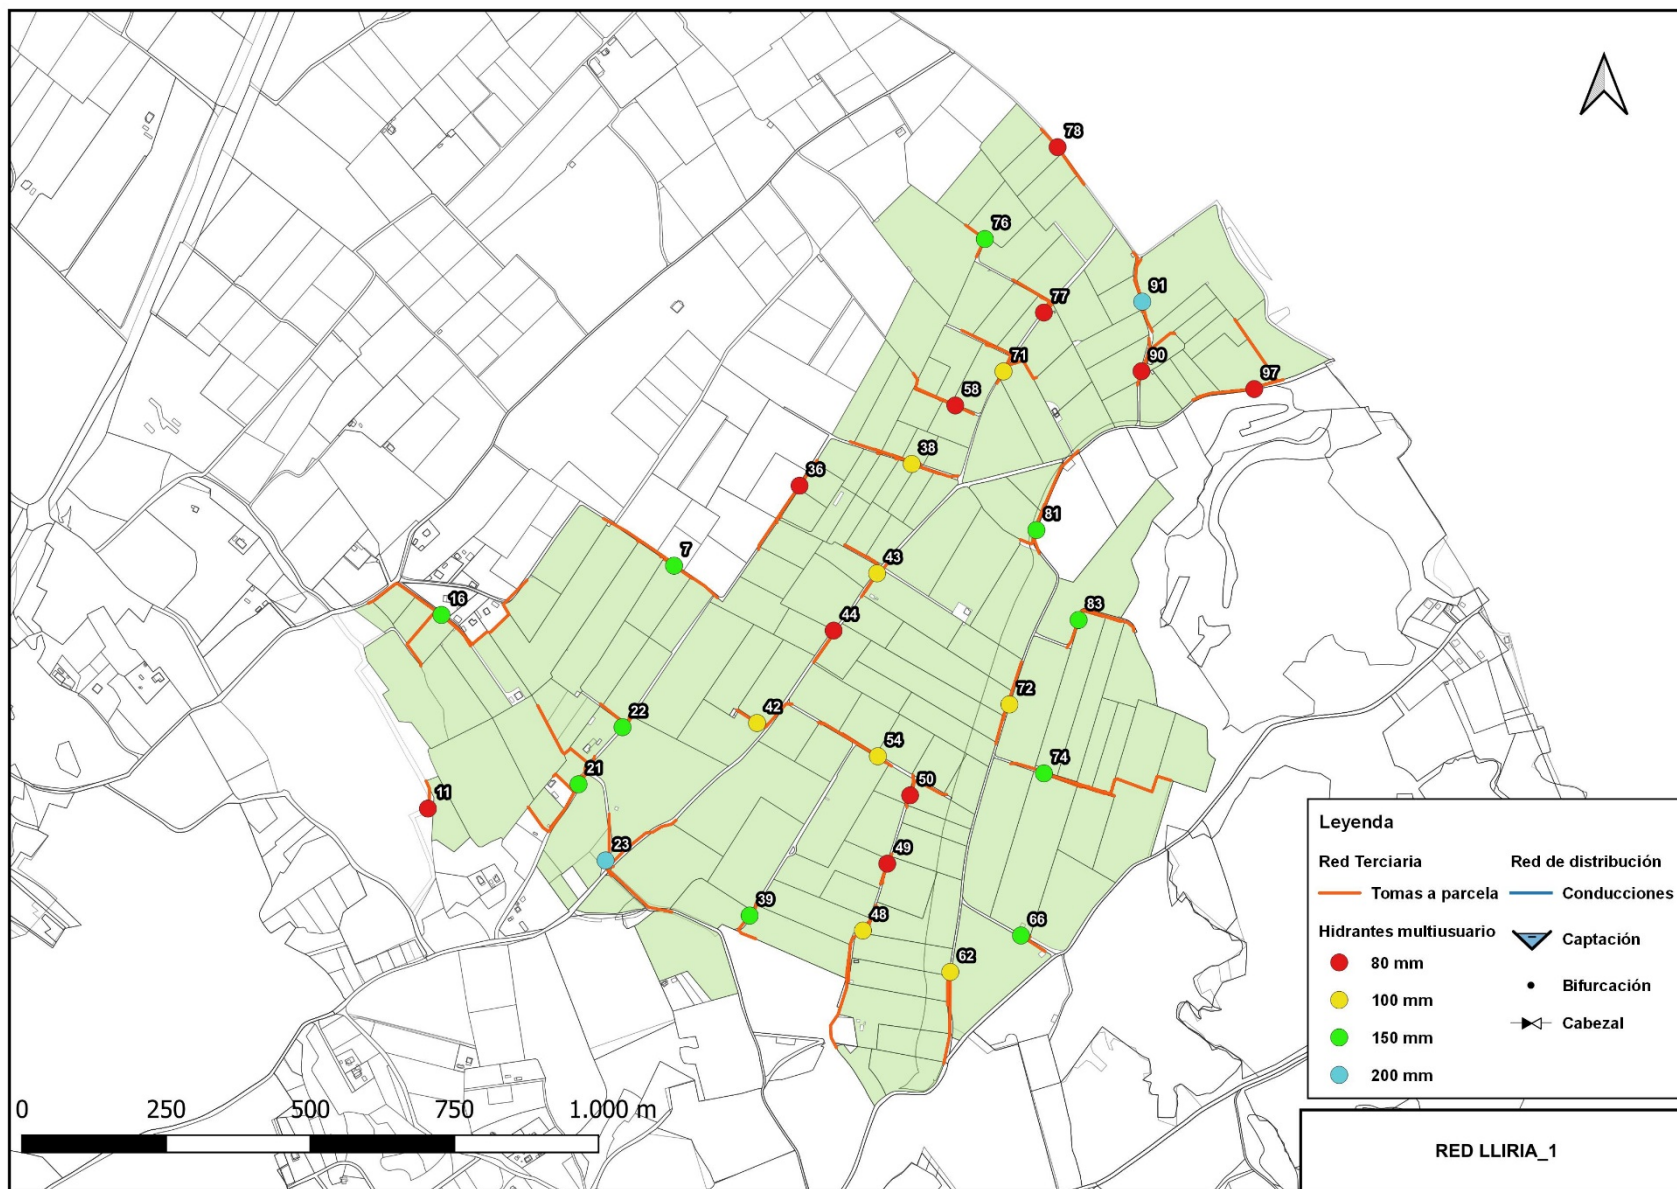 78
76
91
77
71
90
97
58
38
36
81
7
43
16
44
83
72
22
42
54
74
21
50
11
23
49
39
48
66
62
0 250 500 750 1.000 m
Leyenda
Red Terciaria
Tomas a parcela
Hidrantes multiusuario
80 mm
100 mm
150 mm
200 mm
Red de distribución
Conducciones
Captación
Bifurcación
Cabezal
RED LLIRIA_1